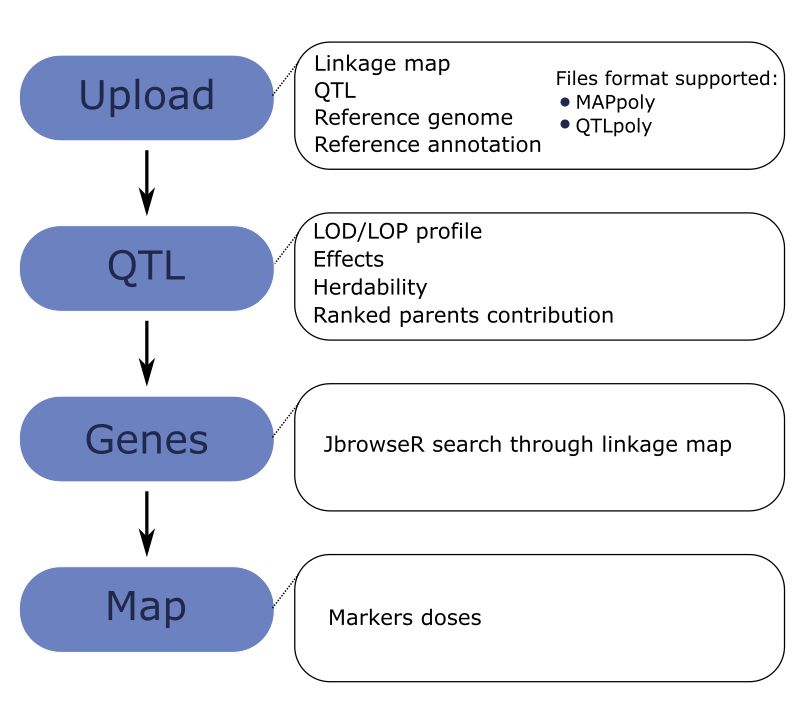 Upload
Linkage map
QTL
Reference genome
Reference annotation
Files format supported:
MAPpoly
QTLpoly
QTL
LOD/LOP profile
Effects
Herdability
Ranked parents contribution
Genes
JbrowseR search through linkage map
Map
Markers doses